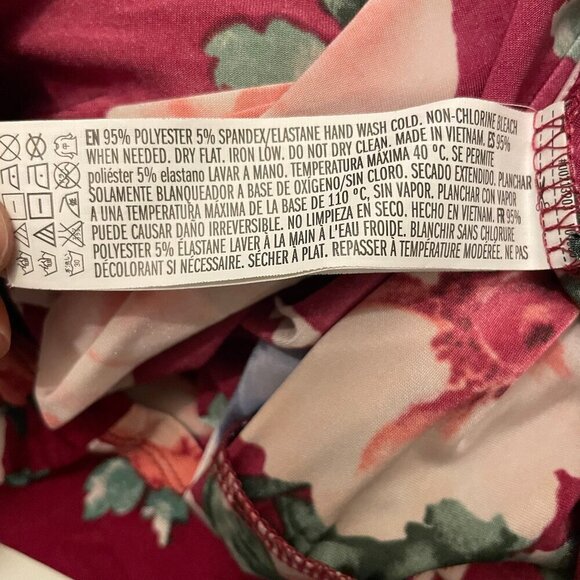 EN 95% POLYESTER 5% SPANDEX/ELASTANE HAND WASH COLD. NON-CHLORINE BLEACH
WHEN NEEDED. DRY FLAT. IRON LOW. DO NOT DRY CLEAN. MADE IN VIETNAM. ES 95%
poliéster 5% elastano LAVAR A MANO. TEMPERATURA MÁXIMA 40 ºC. SE PERMITE
SOLAMENTE BLANQUEADOR A BASE DE OXÍGENO/SIN CLORO. SECADO EXTENDIDO. PLANCHAR
A UNA TEMPERATURA MÁXIMA DE LA BASE DE 110 ºC, SIN VAPOR. PLANCHAR CON VAPOR
PUEDE CAUSAR DAÑO IRREVERSIBLE. NO LIMPIEZA EN SECO. HECHO EN VIETNAM. FR 95%
POLYESTER 5% ÉLASTANE LAVER À LA MAIN À L'EAU FROIDE. BLANCHIR SANS CHLORURE
DÉCOLORANT SI NÉCESSAIRE. SÉCHER À PLAT. REPASSER À TEMPÉRATURE MODÉRÉE. NE PAS